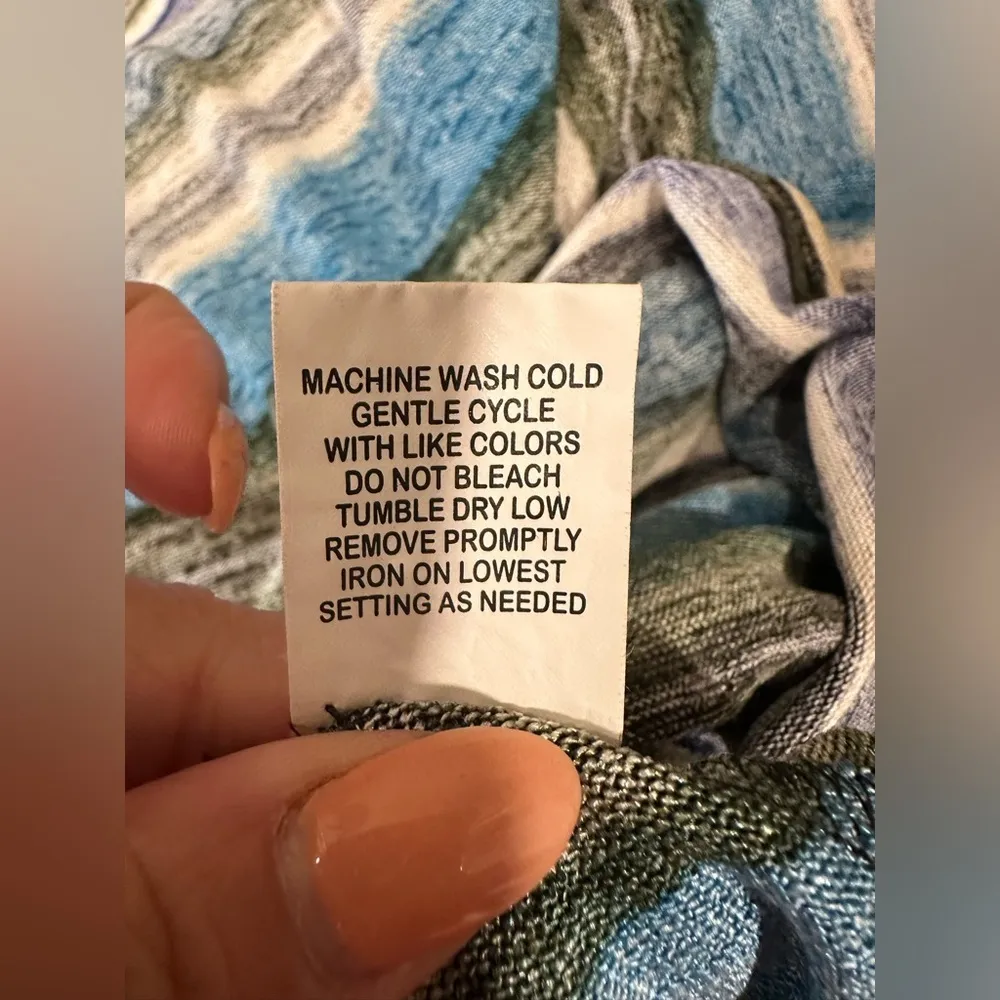 MACHINE WASH COLD
GENTLE CYCLE
WITH LIKE COLORS
DO NOT BLEACH
TUMBLE DRY LOW
REMOVE PROMPTLY
IRON ON LOWEST
SETTING AS NEEDED